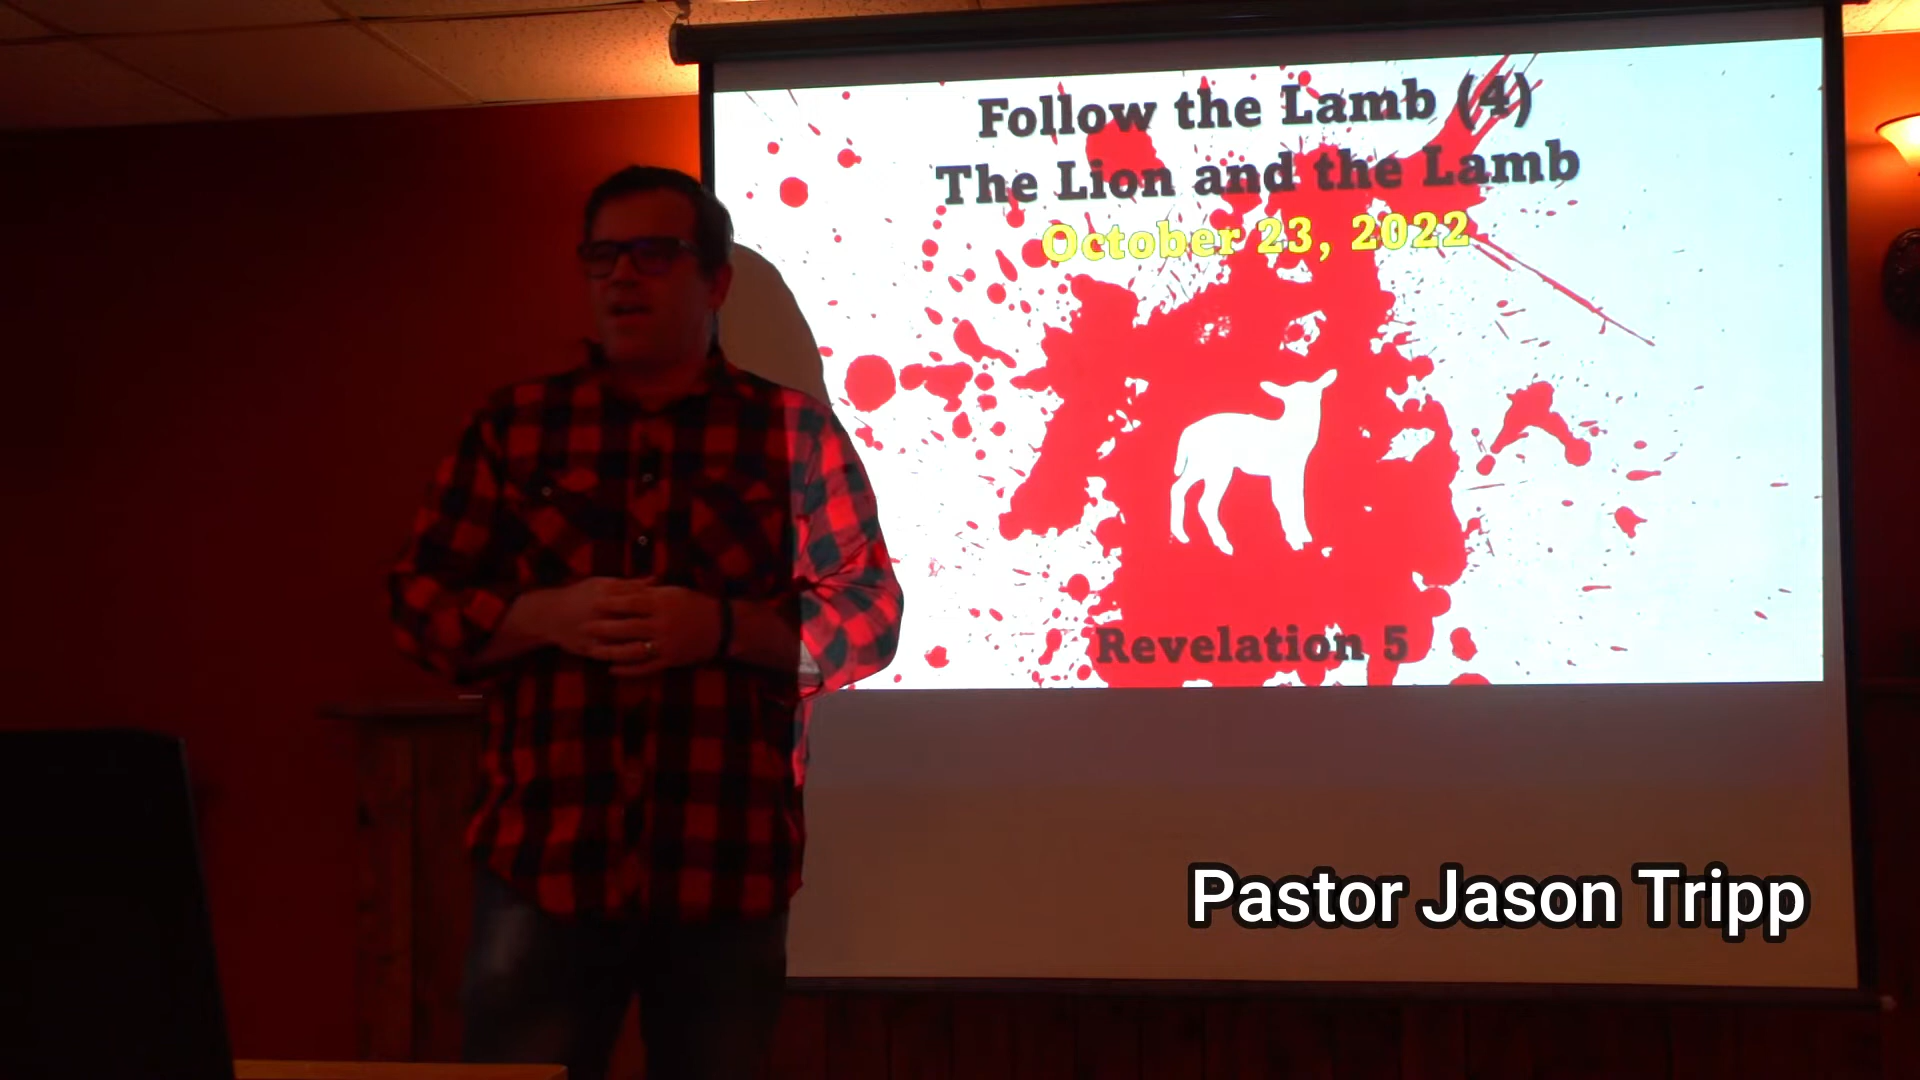 Follow the Lamb (4)
The Lion and the Lamb
October 23, 2022
Revelation 5
Pastor Jason Tripp